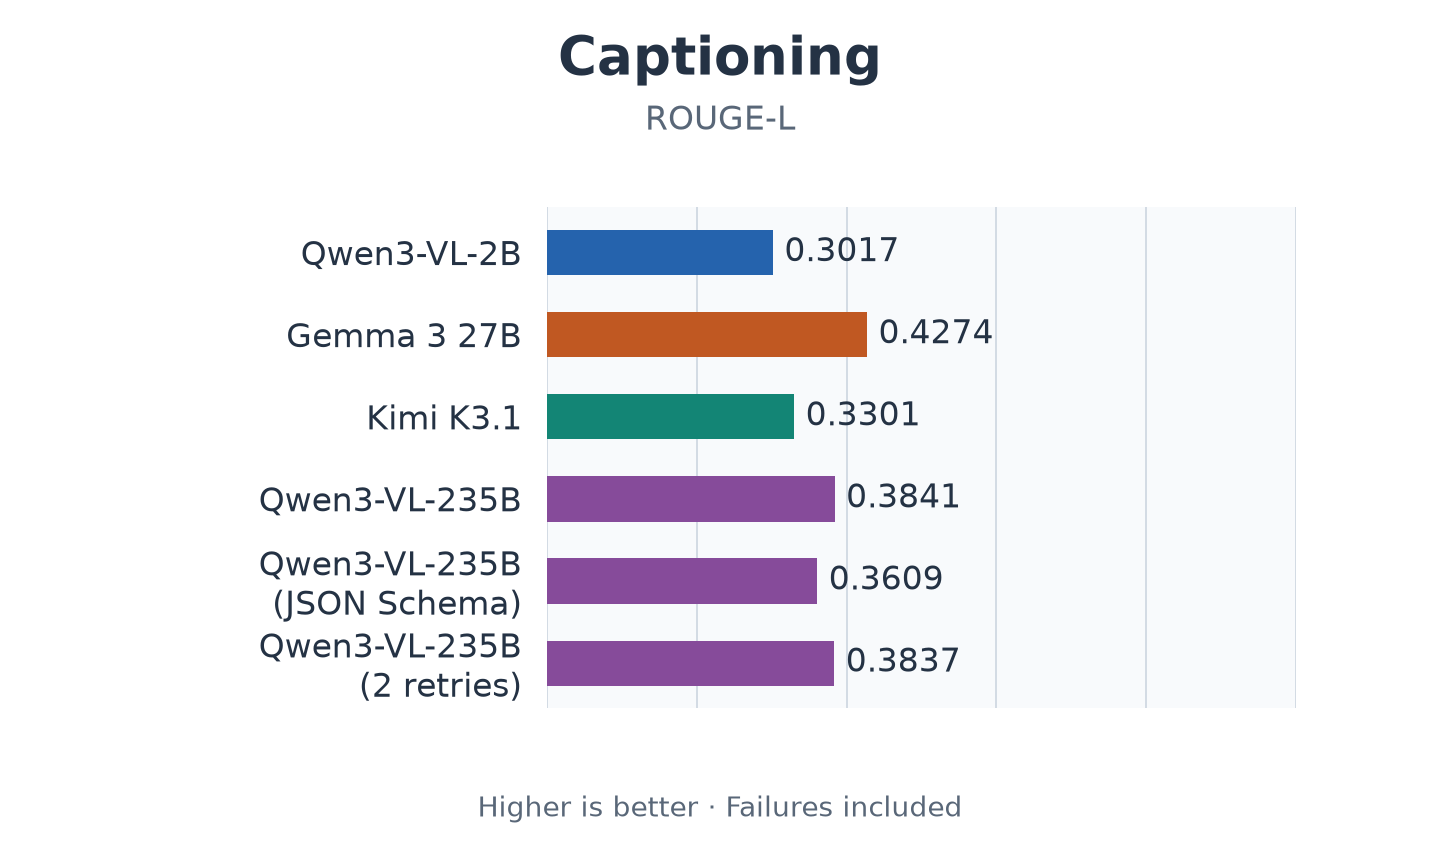 Captioning
ROUGE-L
Qwen3-VL-2B 0.3017
Gemma 3 27B 0.4274
Kimi K3.1 0.3301
Qwen3-VL-235B 0.3841
Qwen3-VL-235B
(JSON Schema) 0.3609
Qwen3-VL-235B
(2 retries) 0.3837
Higher is better · Failures included